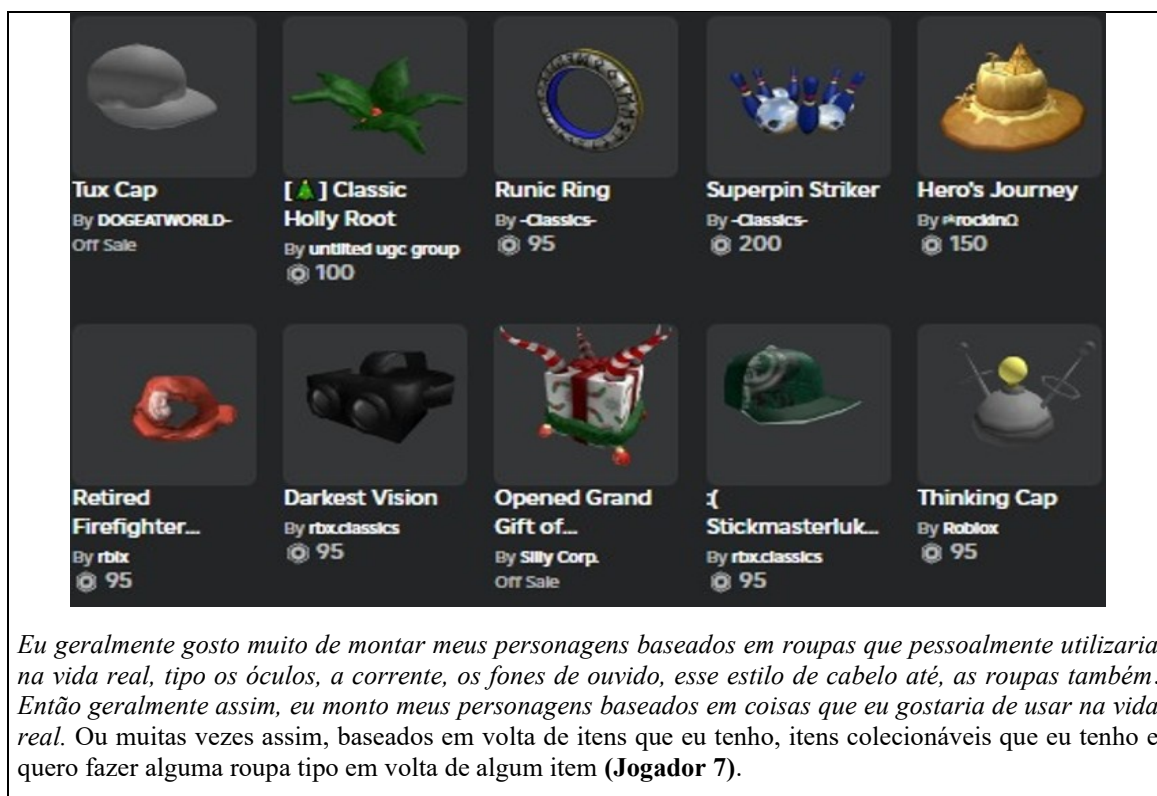 Tux Cap
By DOGEATWORLD-
Off Sale
[🎄] Classic
Holly Root
By untilted ugc group
100
Runic Ring
By -Classics-
95
Superpin Striker
By -Classics-
200
Hero's Journey
150
Retired
Firefighter...
By rblx
95
Darkest Vision
By rbx.classics
95
Opened Grand
Gift of...
By Silly Corp.
Off Sale
:(
Stickmasterluk...
By rbx.classics
95
Thinking Cap
By Roblox
95
Eu geralmente gosto muito de montar meus personagens baseados em roupas que pessoalmente utilizaria
na vida real, tipo os óculos, a corrente, os fones de ouvido, esse estilo de cabelo até, as roupas também.
Então geralmente assim, eu monto meus personagens baseados em coisas que eu gostaria de usar na vida
real. Ou muitas vezes assim, baseados em volta de itens que eu tenho, itens colecionáveis que eu tenho e
quero fazer alguma roupa tipo em volta de algum item (Jogador 7).